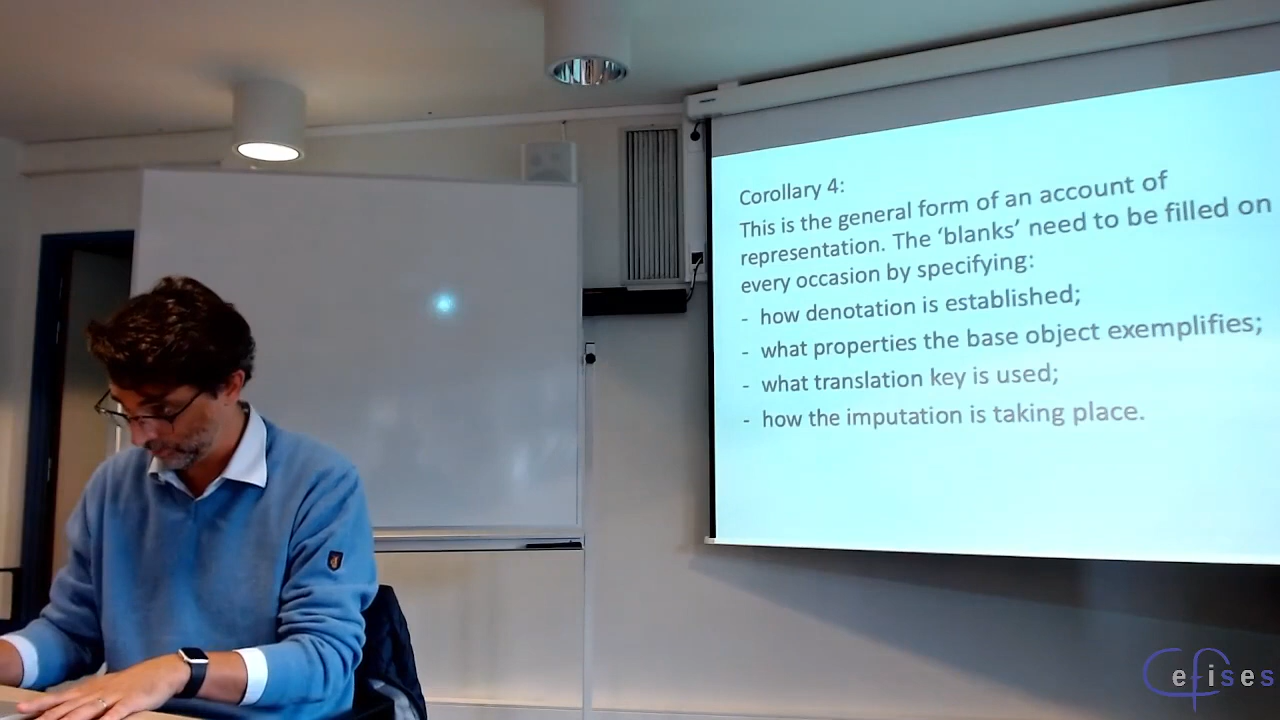 Corollary 4:
This is the general form of an account of
representation. The ‘blanks’ need to be filled on
every occasion by specifying:
- how denotation is established;
- what properties the base object exemplifies;
- what translation key is used;
- how the imputation is taking place.
Cefises